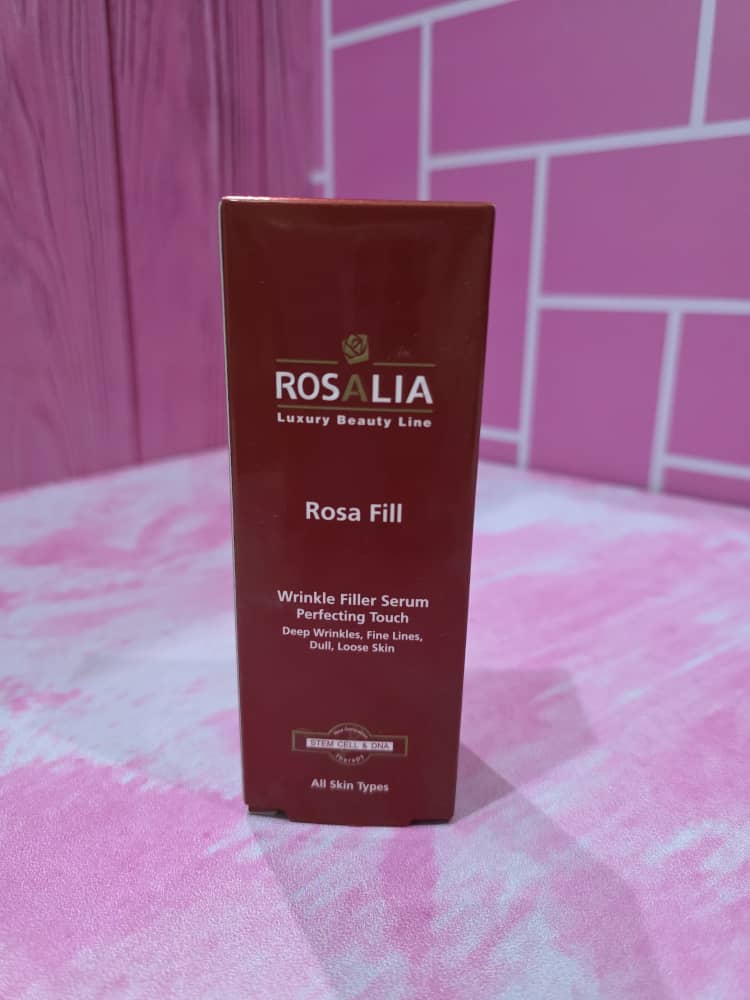 ROSALIA
Luxury Beauty Line
Rosa Fill
Wrinkle Filler Serum
Perfecting Touch
Deep Wrinkles, Fine Lines,
Dull, Loose Skin
STEM CELL & DNA
THERAPY
All Skin Types